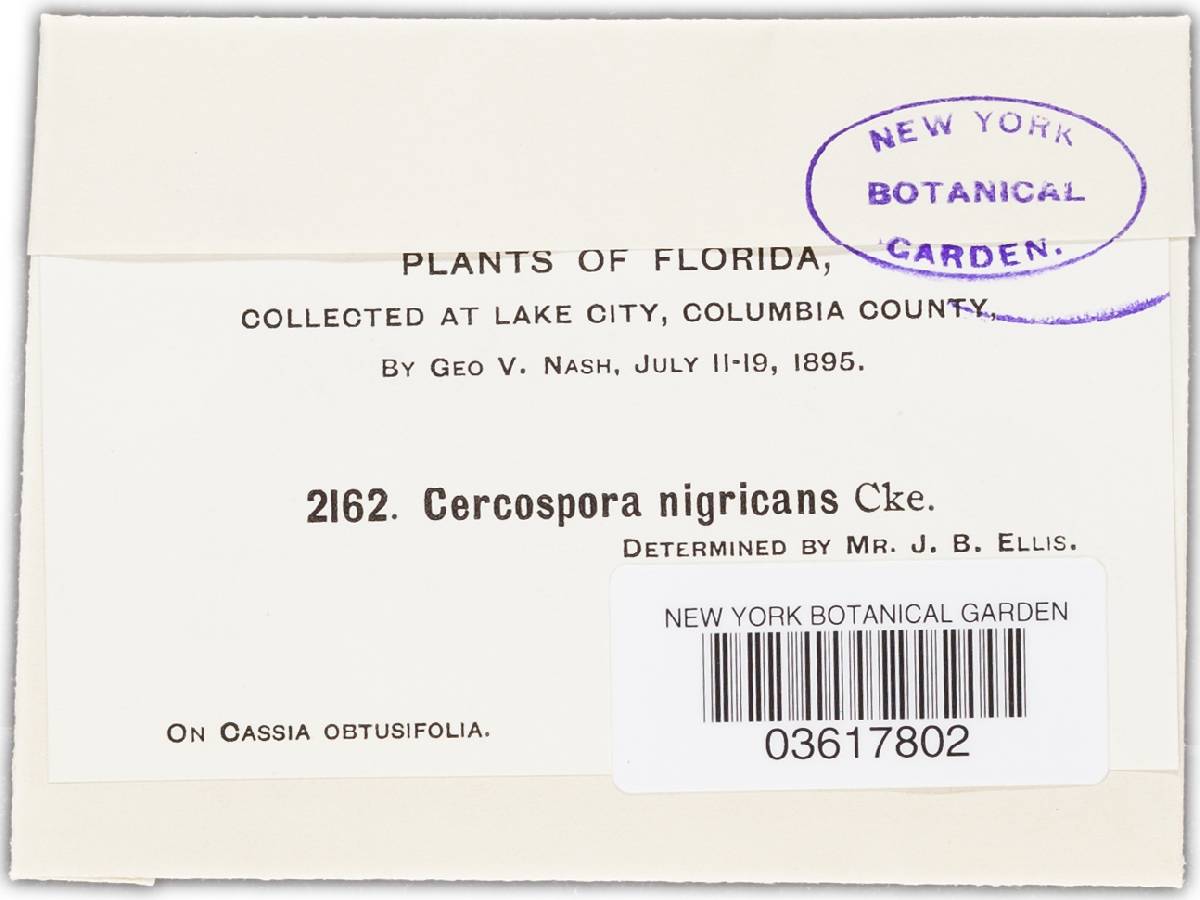 NEW YORK
BOTANICAL
GARDEN.
PLANTS OF FLORIDA,
COLLECTED AT LAKE CITY, COLUMBIA COUNTY,
BY GEO V. NASH, JULY 11-19, 1895.
2162. Cercospora nigricans Cke.
DETERMINED BY MR. J. B. ELLIS.
NEW YORK BOTANICAL GARDEN
03617802
ON CASSIA OBTUSIFOLIA.